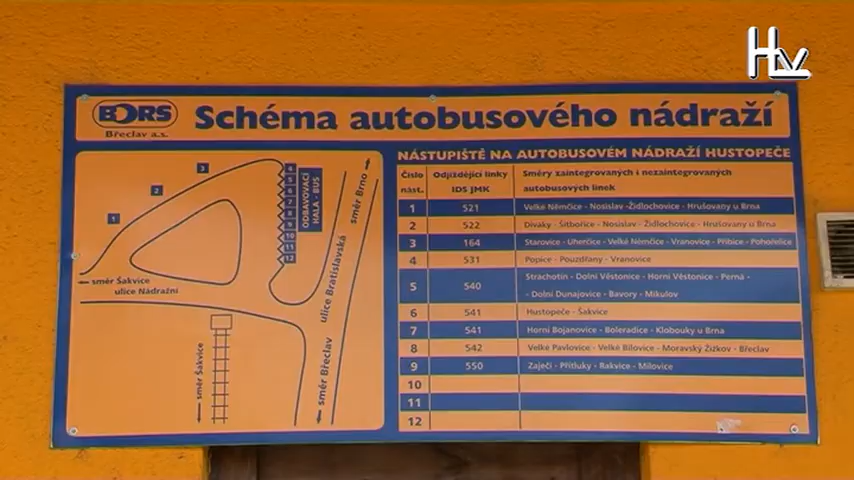 Hv
BORS
Břeclav a.s.
Schéma autobusového nádraží
1
2
3
4
5
6
7
8
9
10
11
12
ODBAVOVACÍ
HALA - BUS
směr Brno
ulice Bratislavská
směr Břeclav
směr Šakvice
ulice Nádražní
směr Šakvice
NÁSTUPIŠTĚ NA AUTOBUSOVÉM NÁDRAŽÍ HUSTOPEČE
Číslo nást. Odjíždějící linky IDS JMK Směry zaintegrovaných i nezaintegrovaných autobusových linek
1 521 Velké Němčice - Nosislav -Židlochovice - Hrušovany u Brna
2 522 Diváky - Šitbořice - Nosislav - Židlochovice - Hrušovany u Brna
3 164 Starovice - Uherčice - Velké Němčice - Vranovice - Přibice - Pohořelice
4 531 Popice - Pouzdřany - Vranovice
5 540 Strachotín - Dolní Věstonice - Horní Věstonice - Perná -
- Dolní Dunajovice - Bavory - Mikulov
6 541 Hustopeče - Šakvice
7 541 Horní Bojanovice - Boleradice - Klobouky u Brna
8 542 Velké Pavlovice - Velké Bílovice - Moravský Žižkov - Břeclav
9 550 Zaječí - Přítluky - Rakvice - Milovice
10
11
12